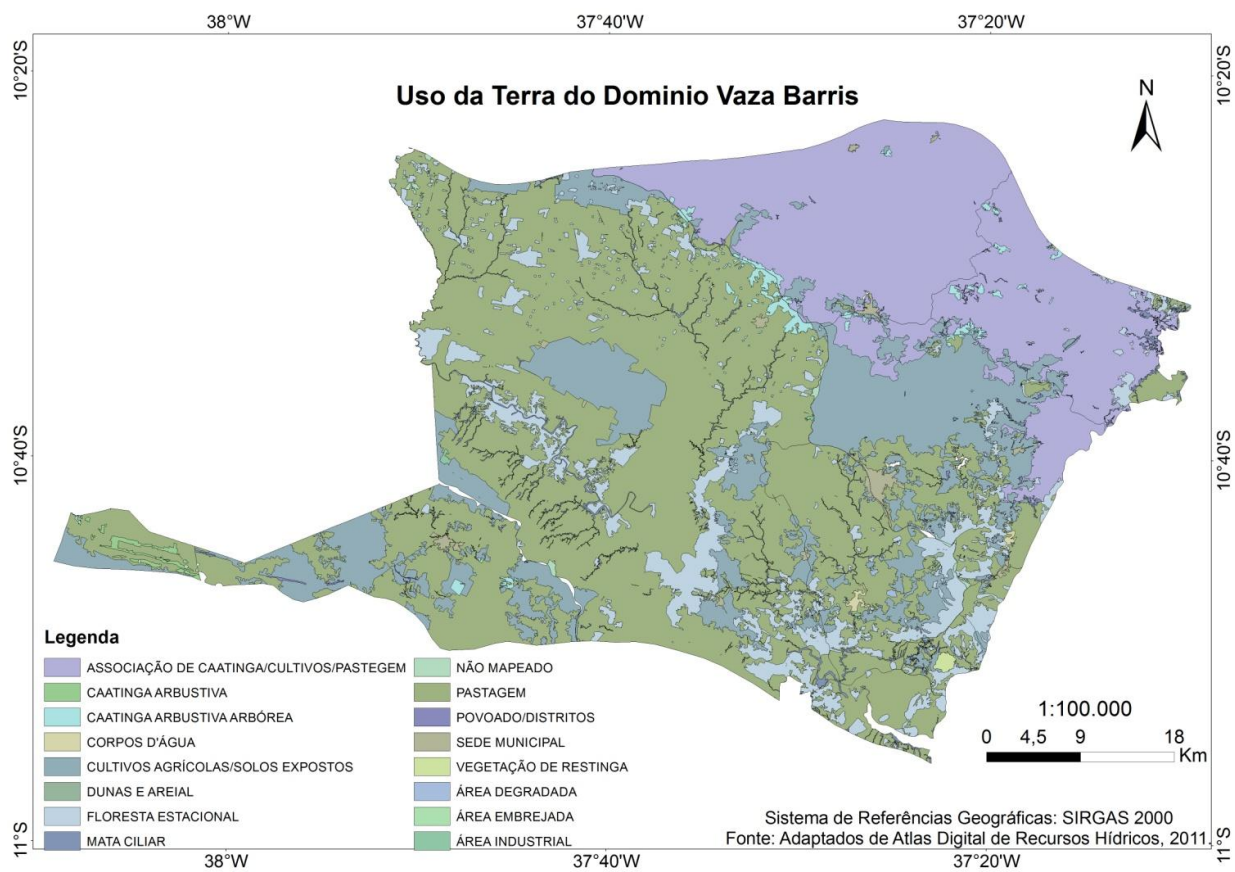 38°W 37°40'W 37°20'W
10°20'S 10°20'S
Uso da Terra do Dominio Vaza Barris
N
10°40'S 10°40'S
Legenda
ASSOCIAÇÃO DE CAATINGA/CULTIVOS/PASTEGEM
CAATINGA ARBUSTIVA
CAATINGA ARBUSTIVA ARBÓREA
CORPOS D'ÁGUA
CULTIVOS AGRÍCOLAS/SOLOS EXPOSTOS
DUNAS E AREIAL
FLORESTA ESTACIONAL
MATA CILIAR
NÃO MAPEADO
PASTAGEM
POVOADO/DISTRITOS
SEDE MUNICIPAL
VEGETAÇÃO DE RESTINGA
ÁREA DEGRADADA
ÁREA EMBREJADA
ÁREA INDUSTRIAL
1:100.000
0 4,5 9 18
Km
Sistema de Referências Geográficas: SIRGAS 2000
Fonte: Adaptados de Atlas Digital de Recursos Hídricos, 2011.
11°S 11°S
38°W 37°40'W 37°20'W